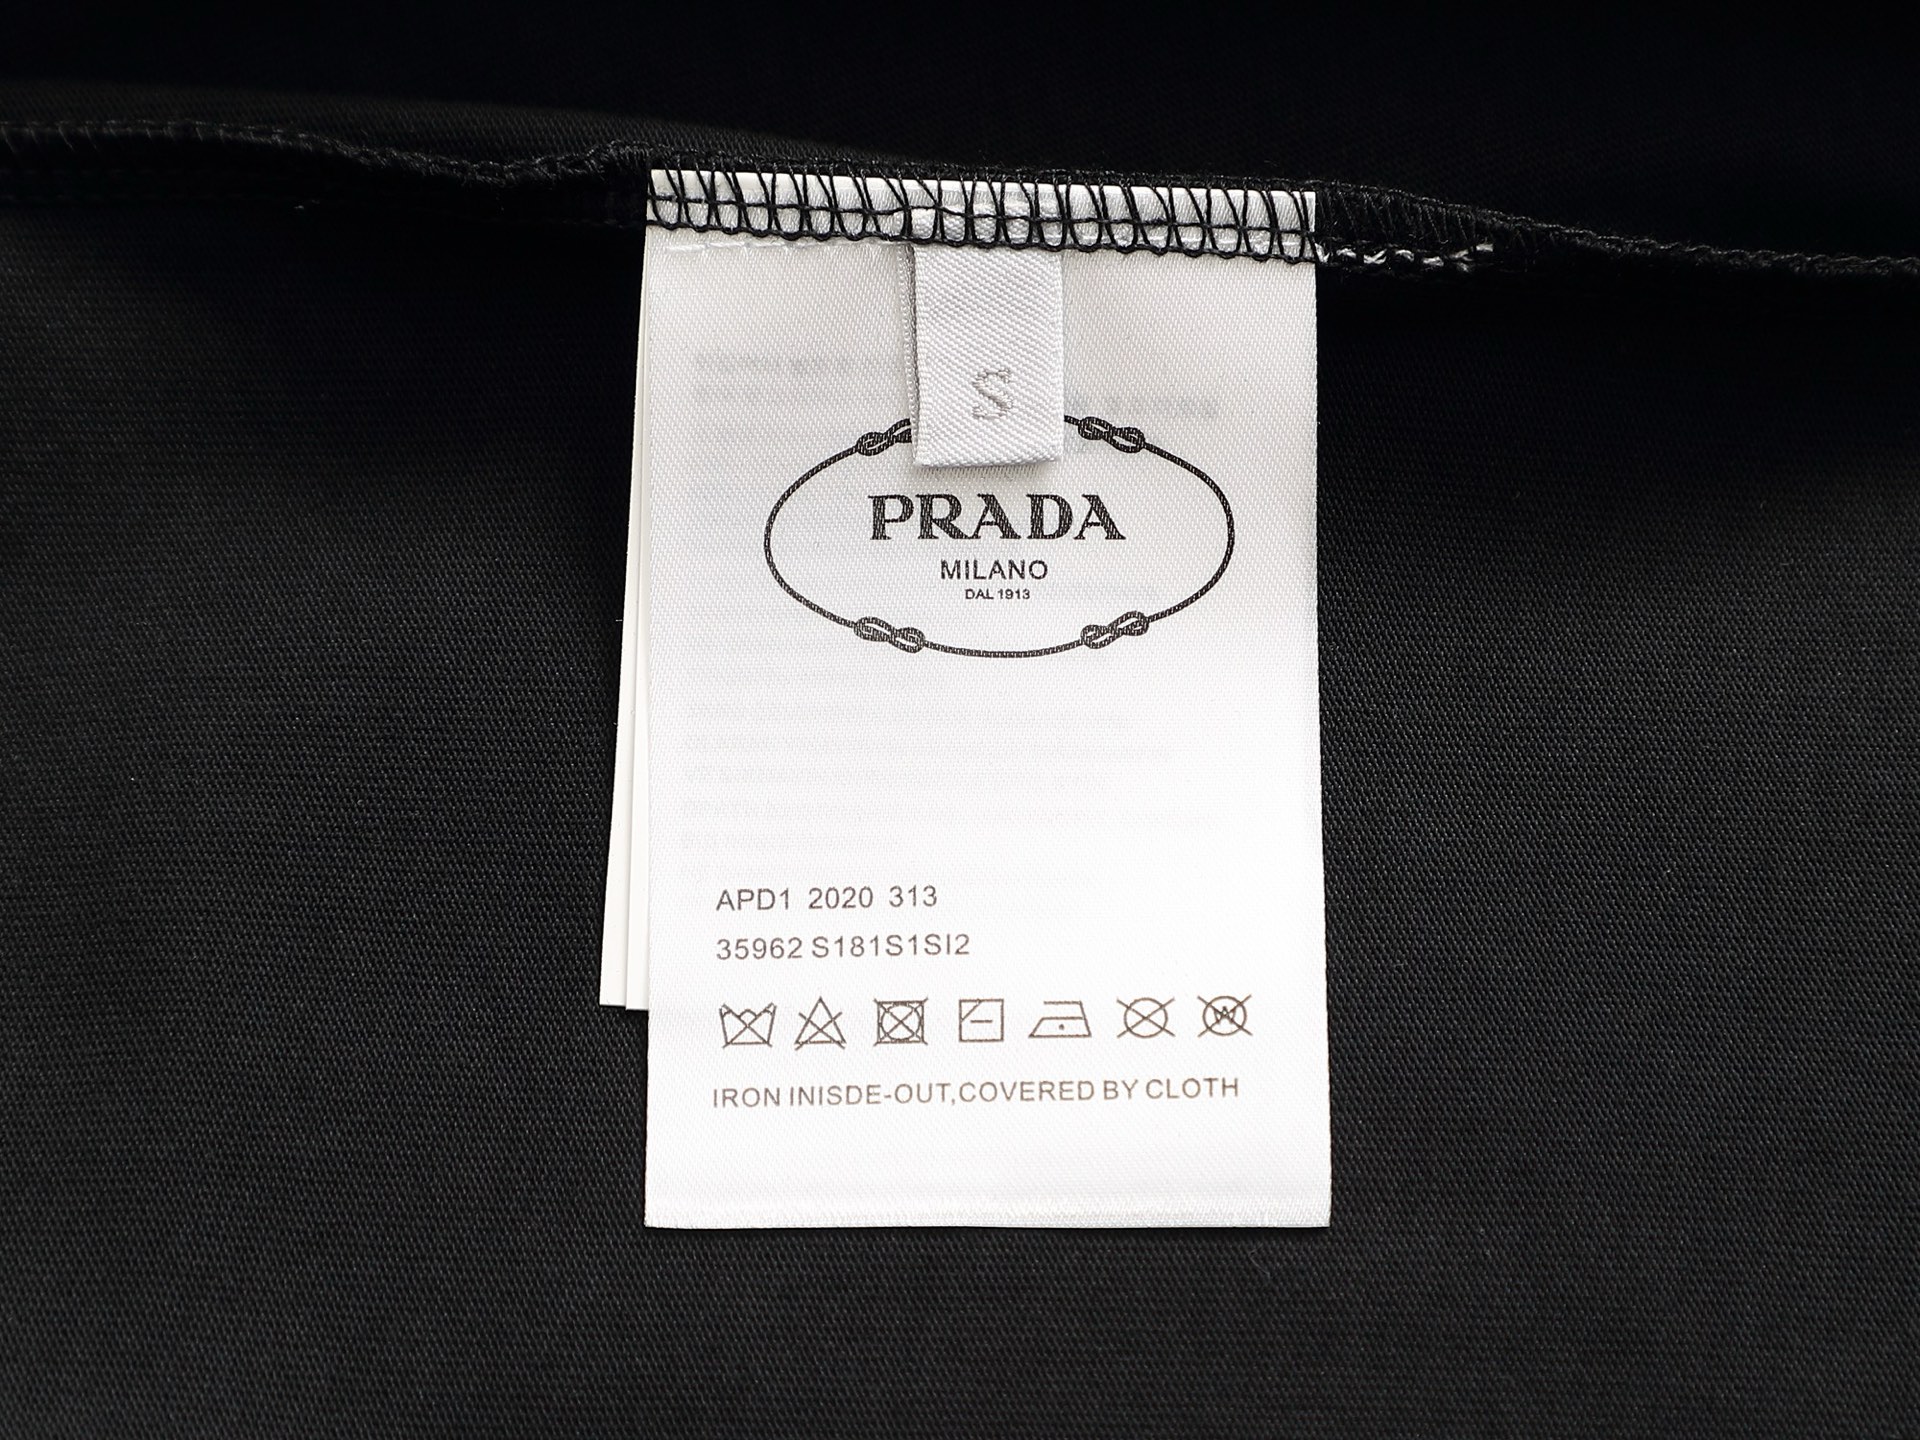 S
PRADA
MILANO
DAL 1913
APD1 2020 313
35962 S181S1SI2
IRON INISDE-OUT,COVERED BY CLOTH